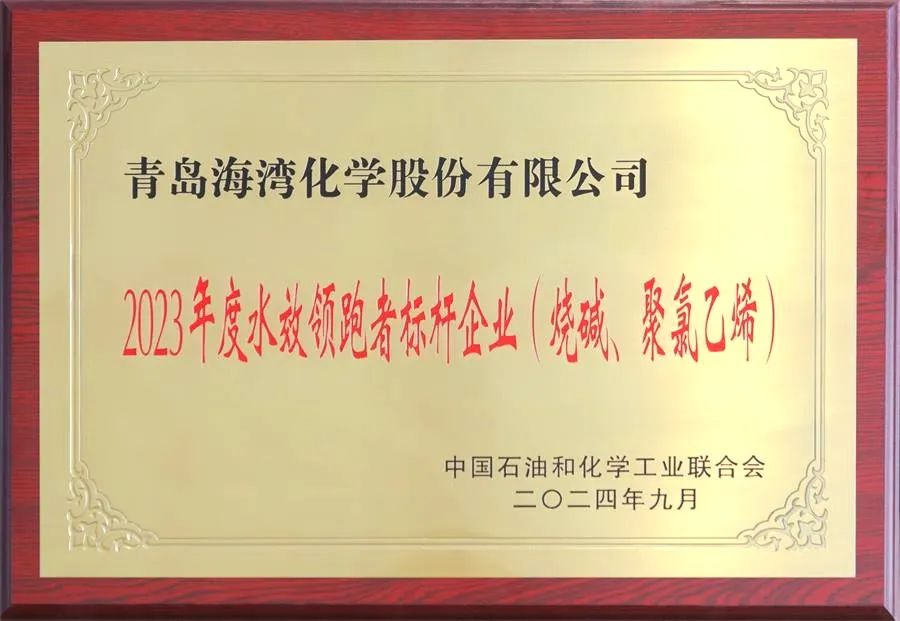 青岛海湾化学股份有限公司
2023年度水效领跑者标杆企业（烧碱、聚氯乙烯）
中国石油和化学工业联合会
二〇二四年九月